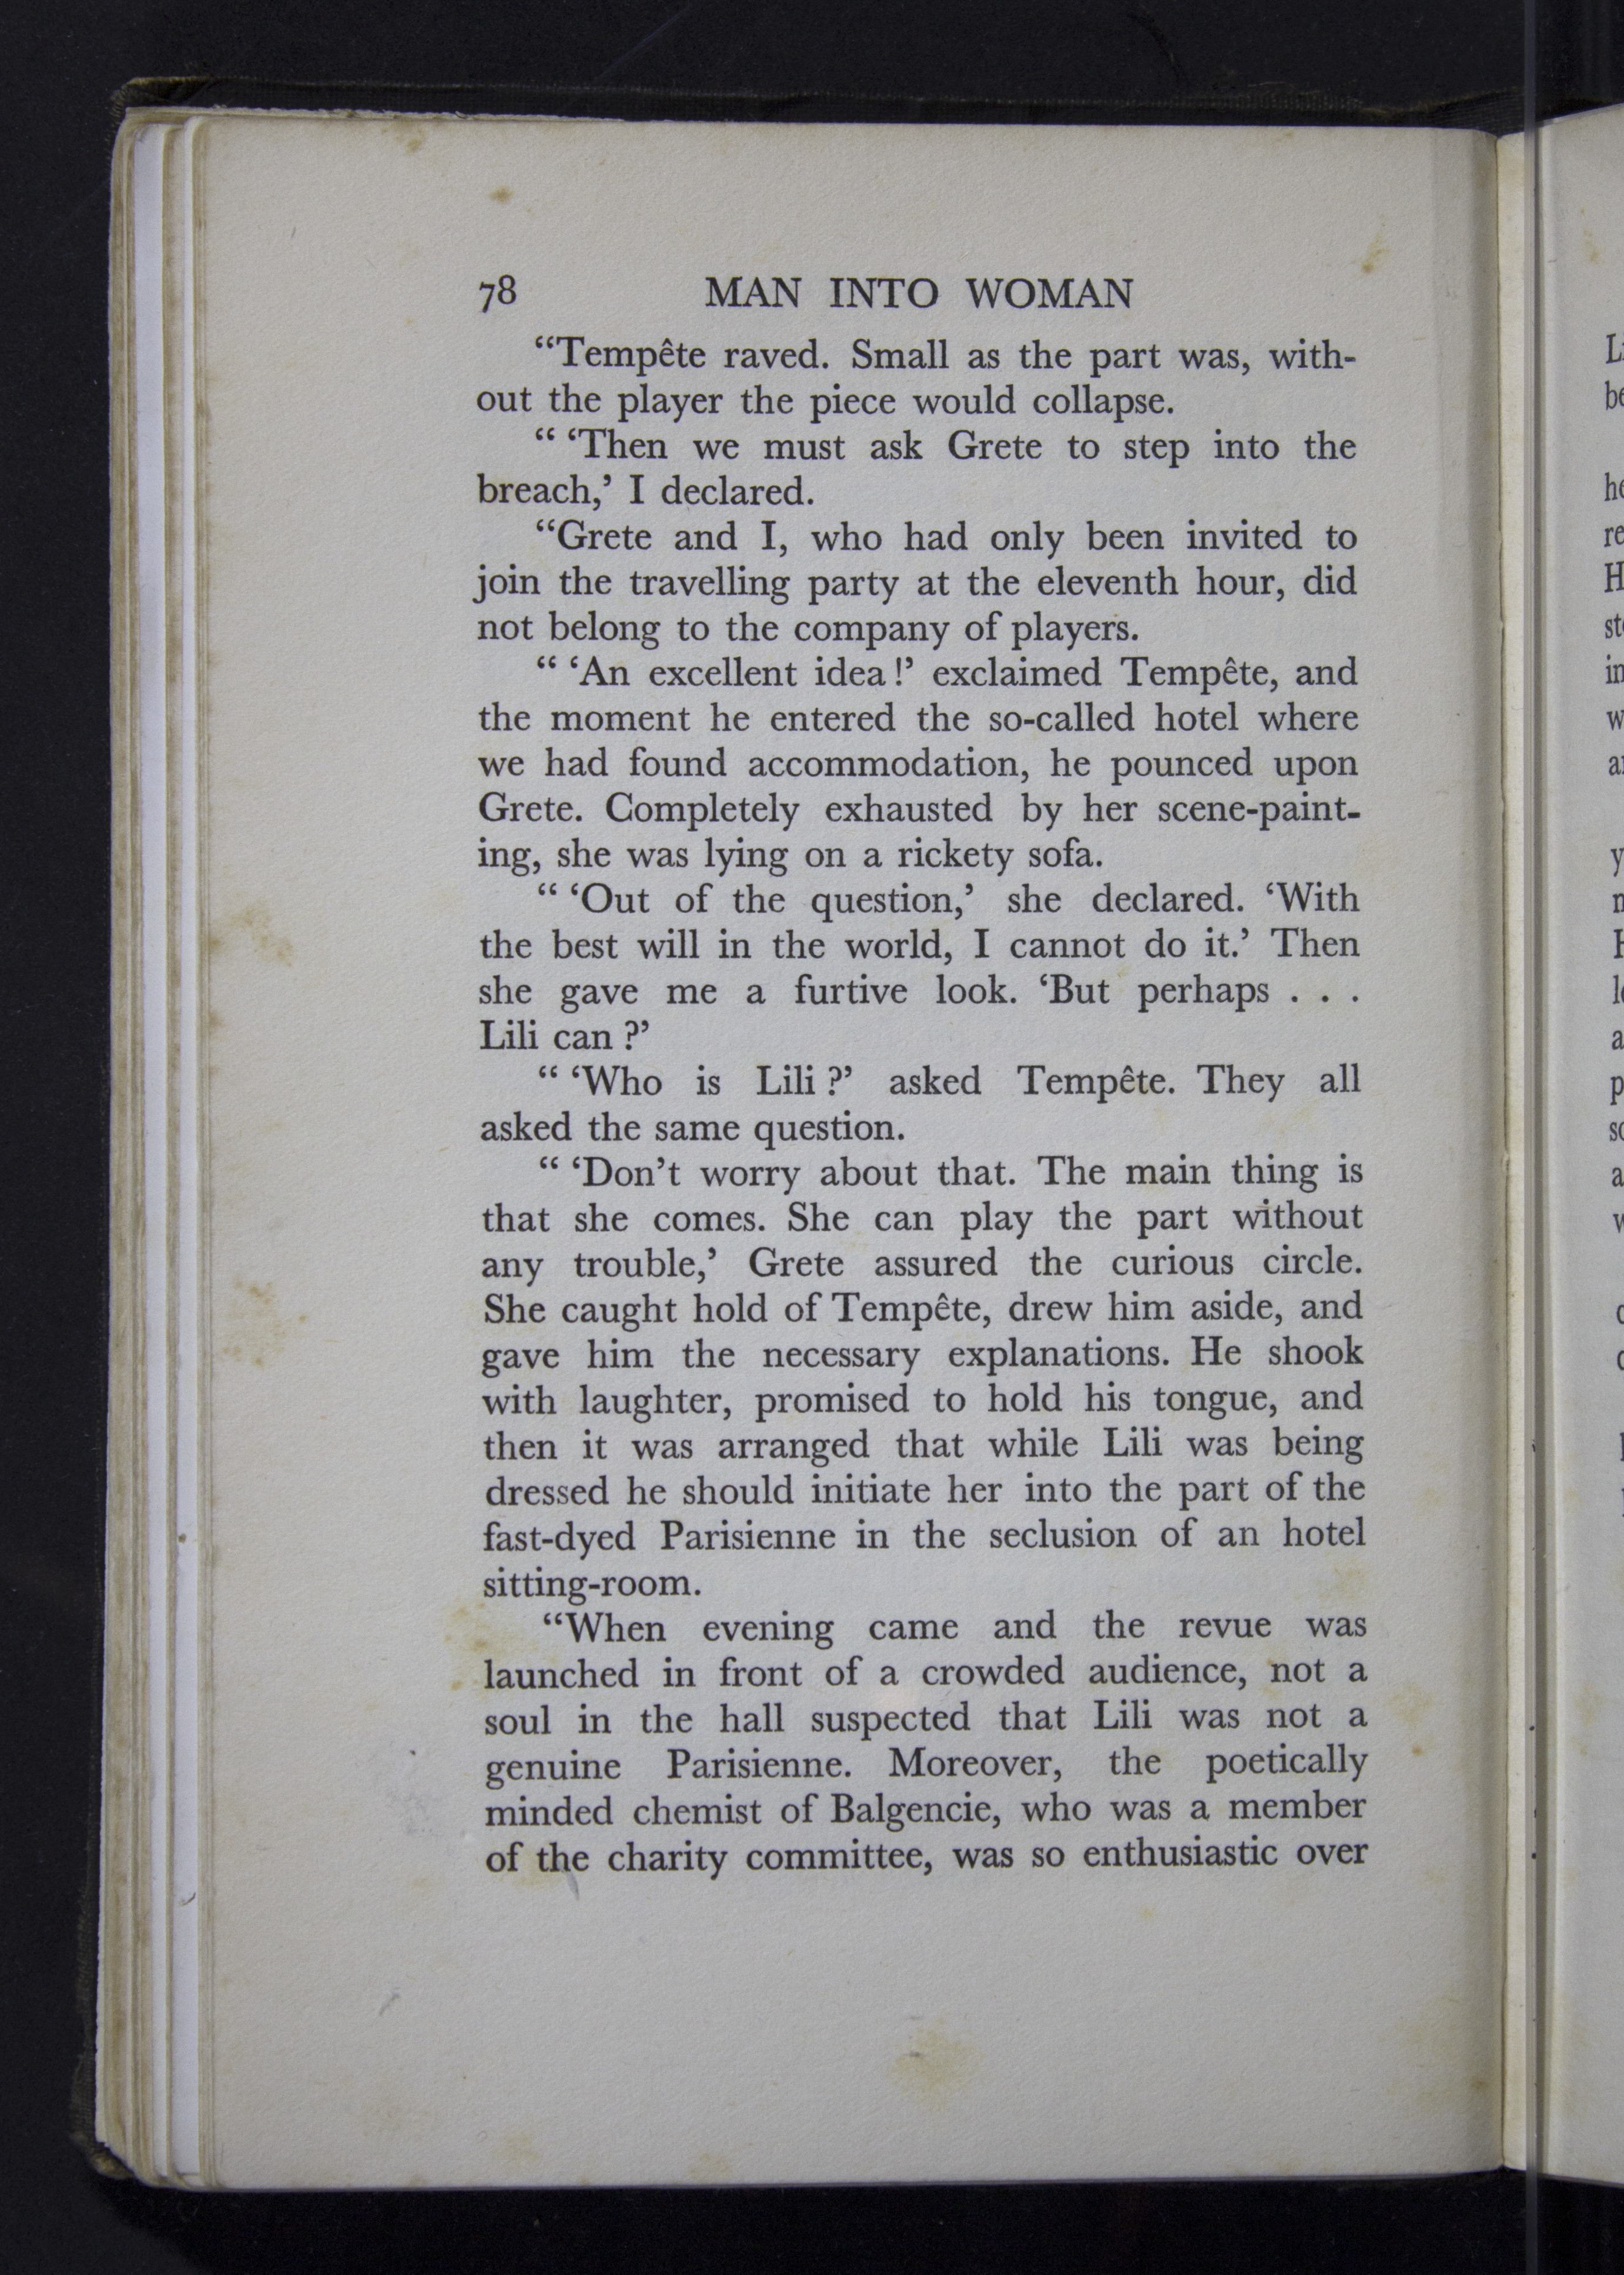 78 MAN INTO WOMAN
“Tempête raved. Small as the part was, with-
out the player the piece would collapse.
“ ‘Then we must ask Grete to step into the
breach,’ I declared.
“Grete and I, who had only been invited to
join the travelling party at the eleventh hour, did
not belong to the company of players.
“ ‘An excellent idea!’ exclaimed Tempête, and
the moment he entered the so-called hotel where
we had found accommodation, he pounced upon
Grete. Completely exhausted by her scene-paint-
ing, she was lying on a rickety sofa.
“ ‘Out of the question,’ she declared. ‘With
the best will in the world, I cannot do it.’ Then
she gave me a furtive look. ‘But perhaps . . .
Lili can?’
“ ‘Who is Lili?’ asked Tempête. They all
asked the same question.
“ ‘Don’t worry about that. The main thing is
that she comes. She can play the part without
any trouble,’ Grete assured the curious circle.
She caught hold of Tempête, drew him aside, and
gave him the necessary explanations. He shook
with laughter, promised to hold his tongue, and
then it was arranged that while Lili was being
dressed he should initiate her into the part of the
fast-dyed Parisienne in the seclusion of an hotel
sitting-room.
“When evening came and the revue was
launched in front of a crowded audience, not a
soul in the hall suspected that Lili was not a
genuine Parisienne. Moreover, the poetically
minded chemist of Balgencie, who was a member
of the charity committee, was so enthusiastic over